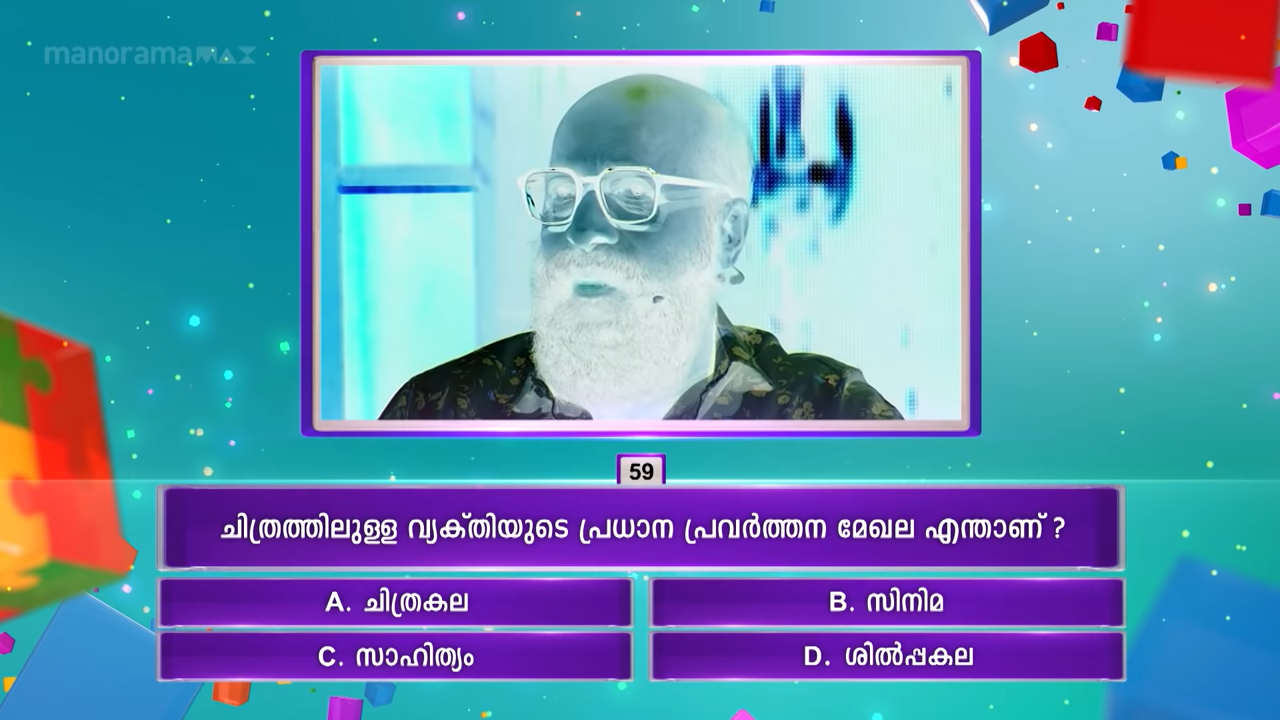 manoramaMAX
59
ചിത്രത്തിലുള്ള വ്യക്തിയുടെ പ്രധാന പ്രവർത്തന മേഖല എന്താണ് ?
A. ചിത്രകല
B. സിനിമ
C. സാഹിത്യം
D. ശിൽപ്പകല